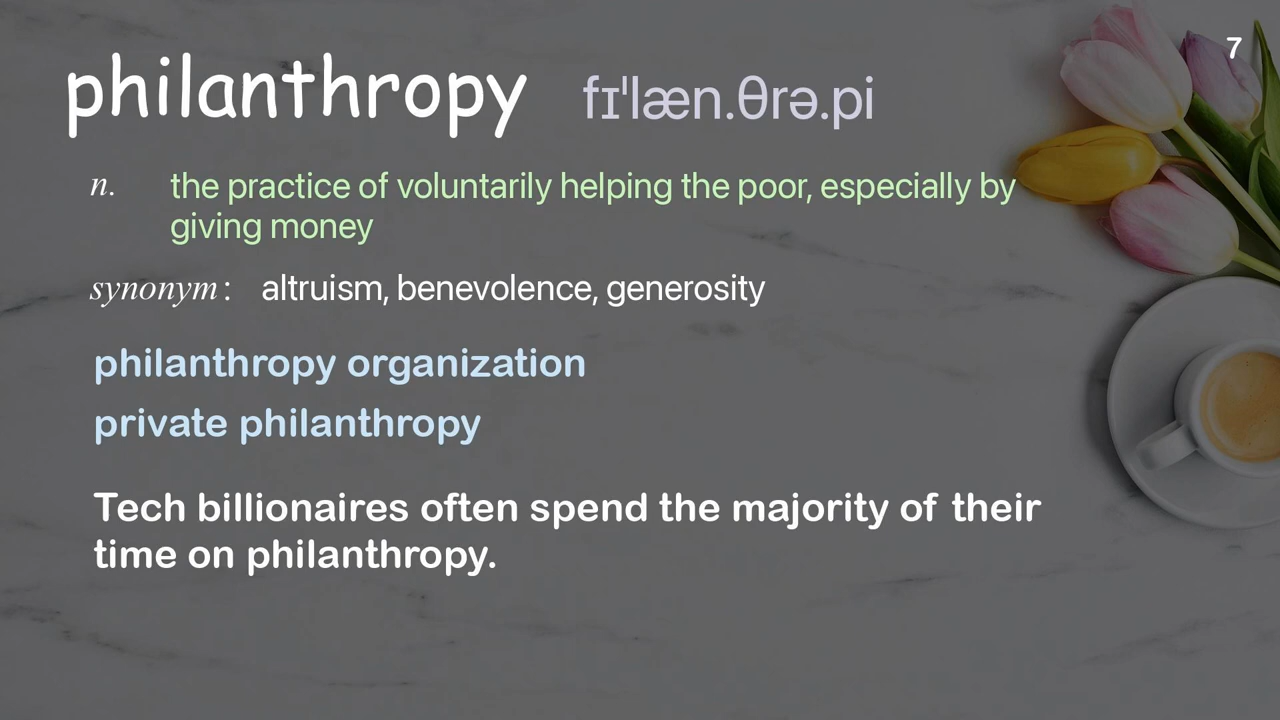 7
philanthropy fɪˈlæn.θrə.pi
n. the practice of voluntarily helping the poor, especially by
giving money
synonym: altruism, benevolence, generosity
philanthropy organization
private philanthropy
Tech billionaires often spend the majority of their
time on philanthropy.